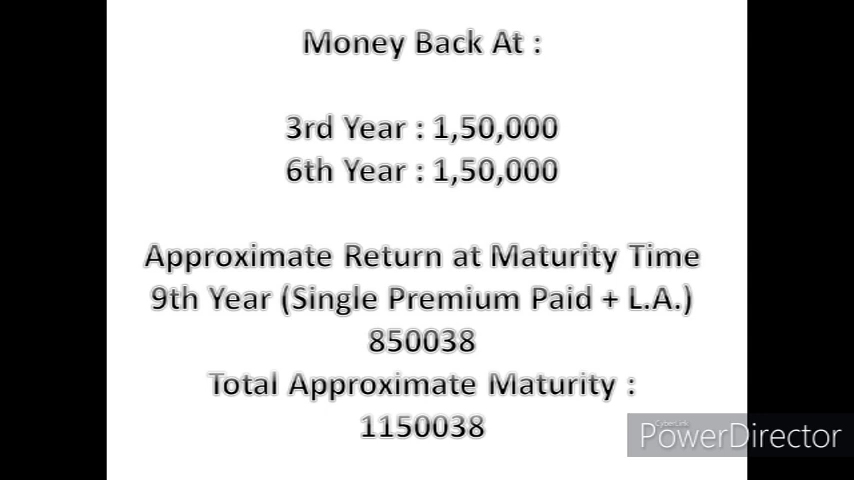 Money Back At :
3rd Year : 1,50,000
6th Year : 1,50,000
Approximate Return at Maturity Time
9th Year (Single Premium Paid + L.A.)
850038
Total Approximate Maturity :
1150038
CyberLink
PowerDirector